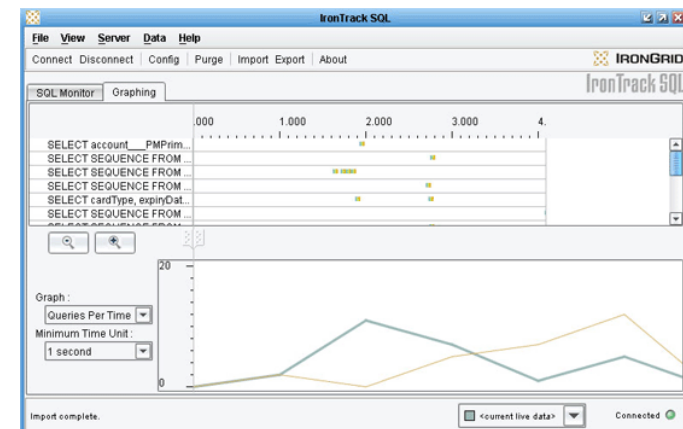 IronTrack SQL
File View Server Data Help
Connect Disconnect Config Purge Import Export About
IRONGRID
IronTrack SQL
SQL Monitor Graphing
.000 1.000 2.000 3.000 4.
SELECT account___PMPrim...
SELECT SEQUENCE FROM ...
SELECT SEQUENCE FROM ...
SELECT SEQUENCE FROM ...
SELECT cardType, expiryDat...
SELECT SEQUENCE FROM ...
SELECT SEQUENCE FROM ...
20
Graph :
Queries Per Time
Minimum Time Unit :
1 second
0
Import complete.
<current live data>
Connected